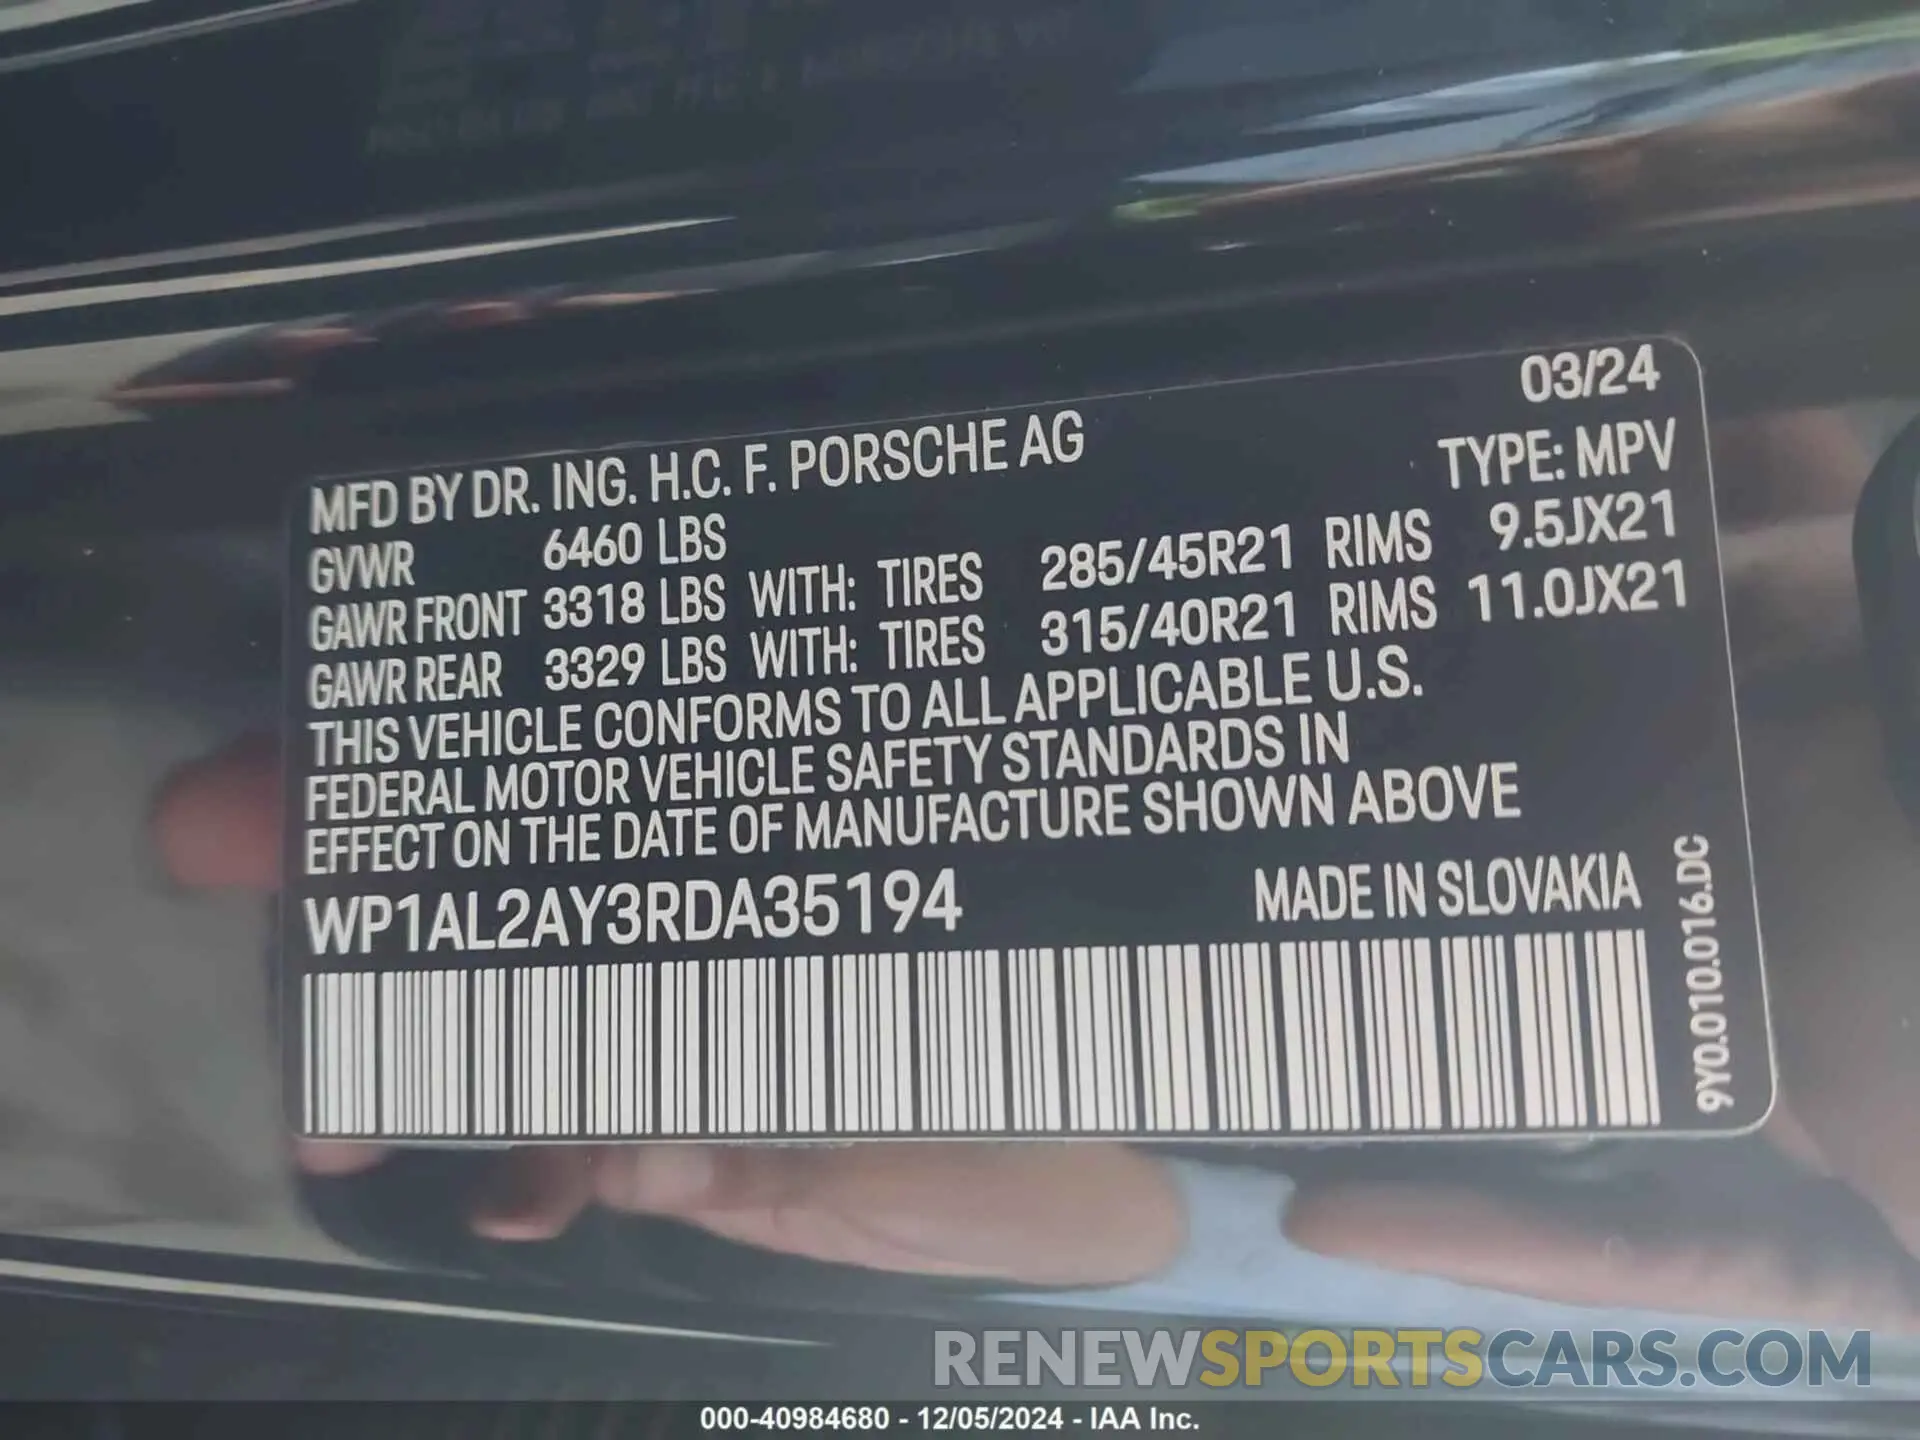 03/24
MFD BY DR. ING. H.C. F. PORSCHE AG TYPE: MPV
GVWR 6460 LBS
GAWR FRONT 3318 LBS WITH: TIRES 285/45R21 RIMS 9.5JX21
GAWR REAR 3329 LBS WITH: TIRES 315/40R21 RIMS 11.0JX21
THIS VEHICLE CONFORMS TO ALL APPLICABLE U.S.
FEDERAL MOTOR VEHICLE SAFETY STANDARDS IN
EFFECT ON THE DATE OF MANUFACTURE SHOWN ABOVE
WP1AL2AY3RDA35194 MADE IN SLOVAKIA
9Y0.010.016.DC
RENEWSPORTSCARS.COM
000-40984680 - 12/05/2024 - IAA Inc.